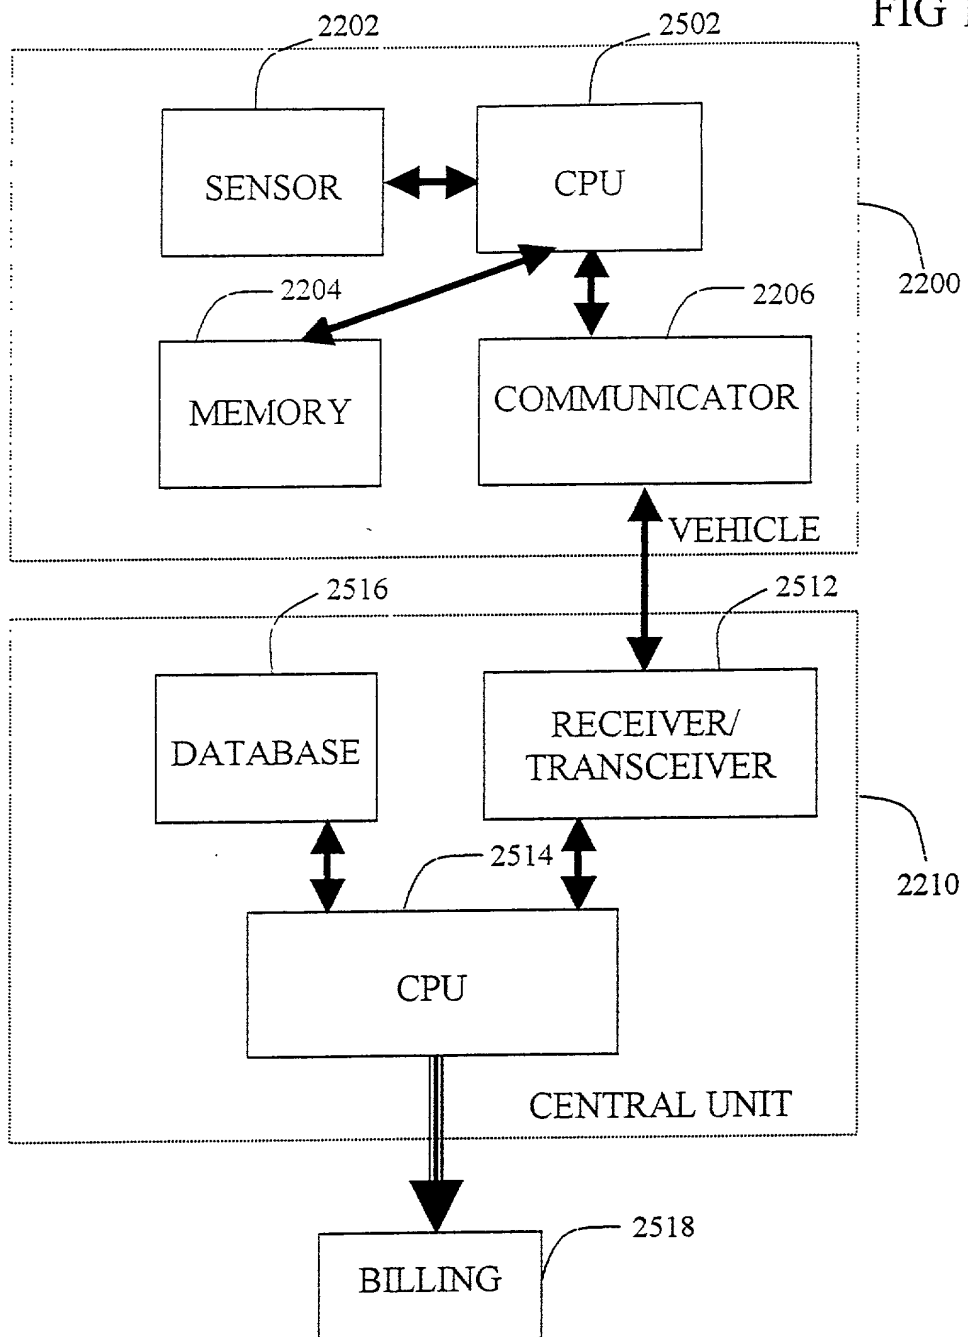 FIG
2202
2502
SENSOR
CPU
2200
2204
2206
MEMORY
COMMUNICATOR
VEHICLE
2516
2512
DATABASE
RECEIVER/
TRANSCEIVER
2514
2210
CPU
CENTRAL UNIT
2518
BILLING